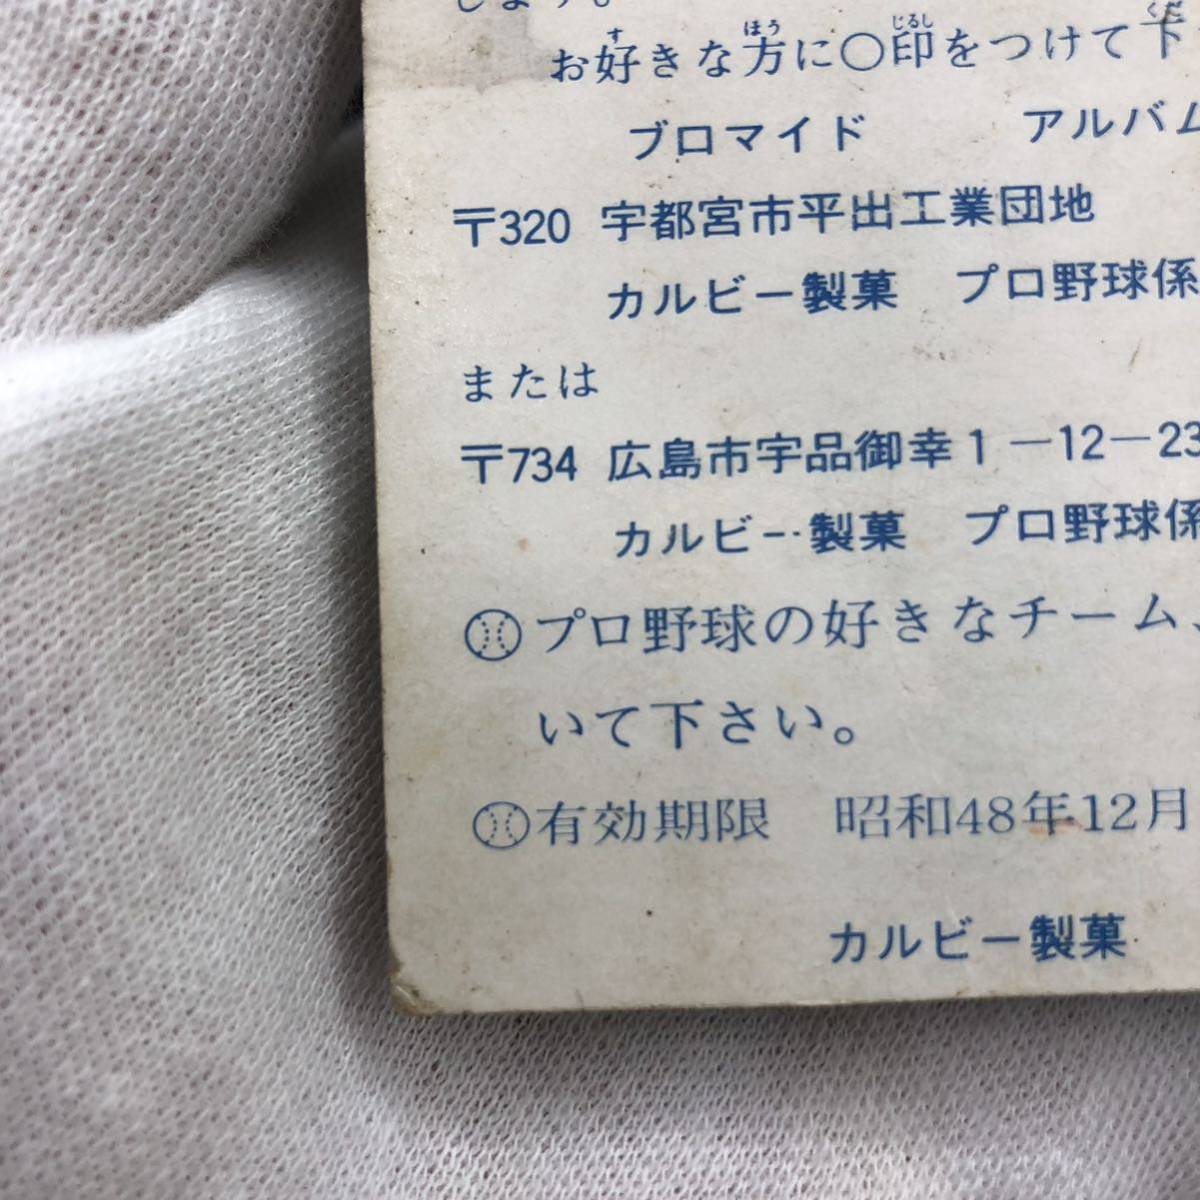 します。
お好きな方に○印をつけて下
ブロマイド　アルバム
〒320 宇都宮市平出工業団地
カルビー製菓　プロ野球係
または
〒734 広島市宇品御幸1－12－23
カルビー製菓　プロ野球係
プロ野球の好きなチーム、
いて下さい。
有効期限　昭和48年12月
カルビー製菓